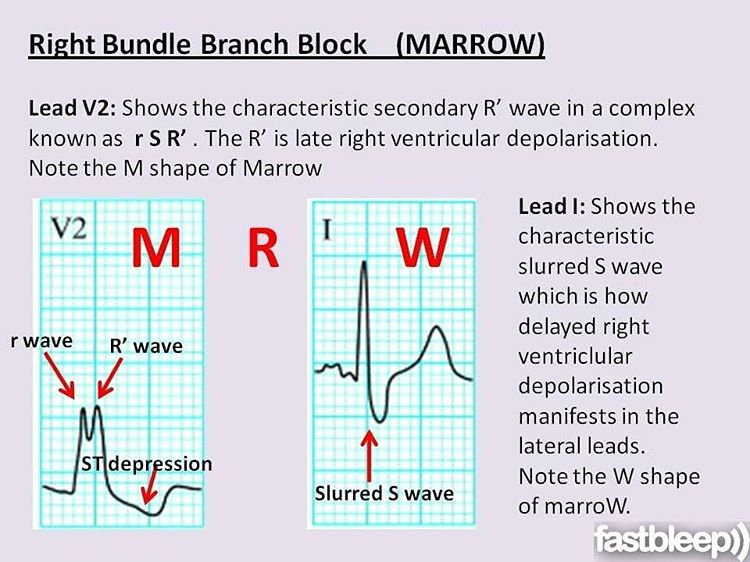 Right Bundle Branch Block (MARROW)
Lead V2: Shows the characteristic secondary R’ wave in a complex
known as r S R’ . The R’ is late right ventricular depolarisation.
Note the M shape of Marrow
V2
M
R
I
W
r wave
R’ wave
ST depression
Slurred S wave
Lead I: Shows the
characteristic
slurred S wave
which is how
delayed right
ventriclular
depolarisation
manifests in the
lateral leads.
Note the W shape
of marroW.
fastbleep))